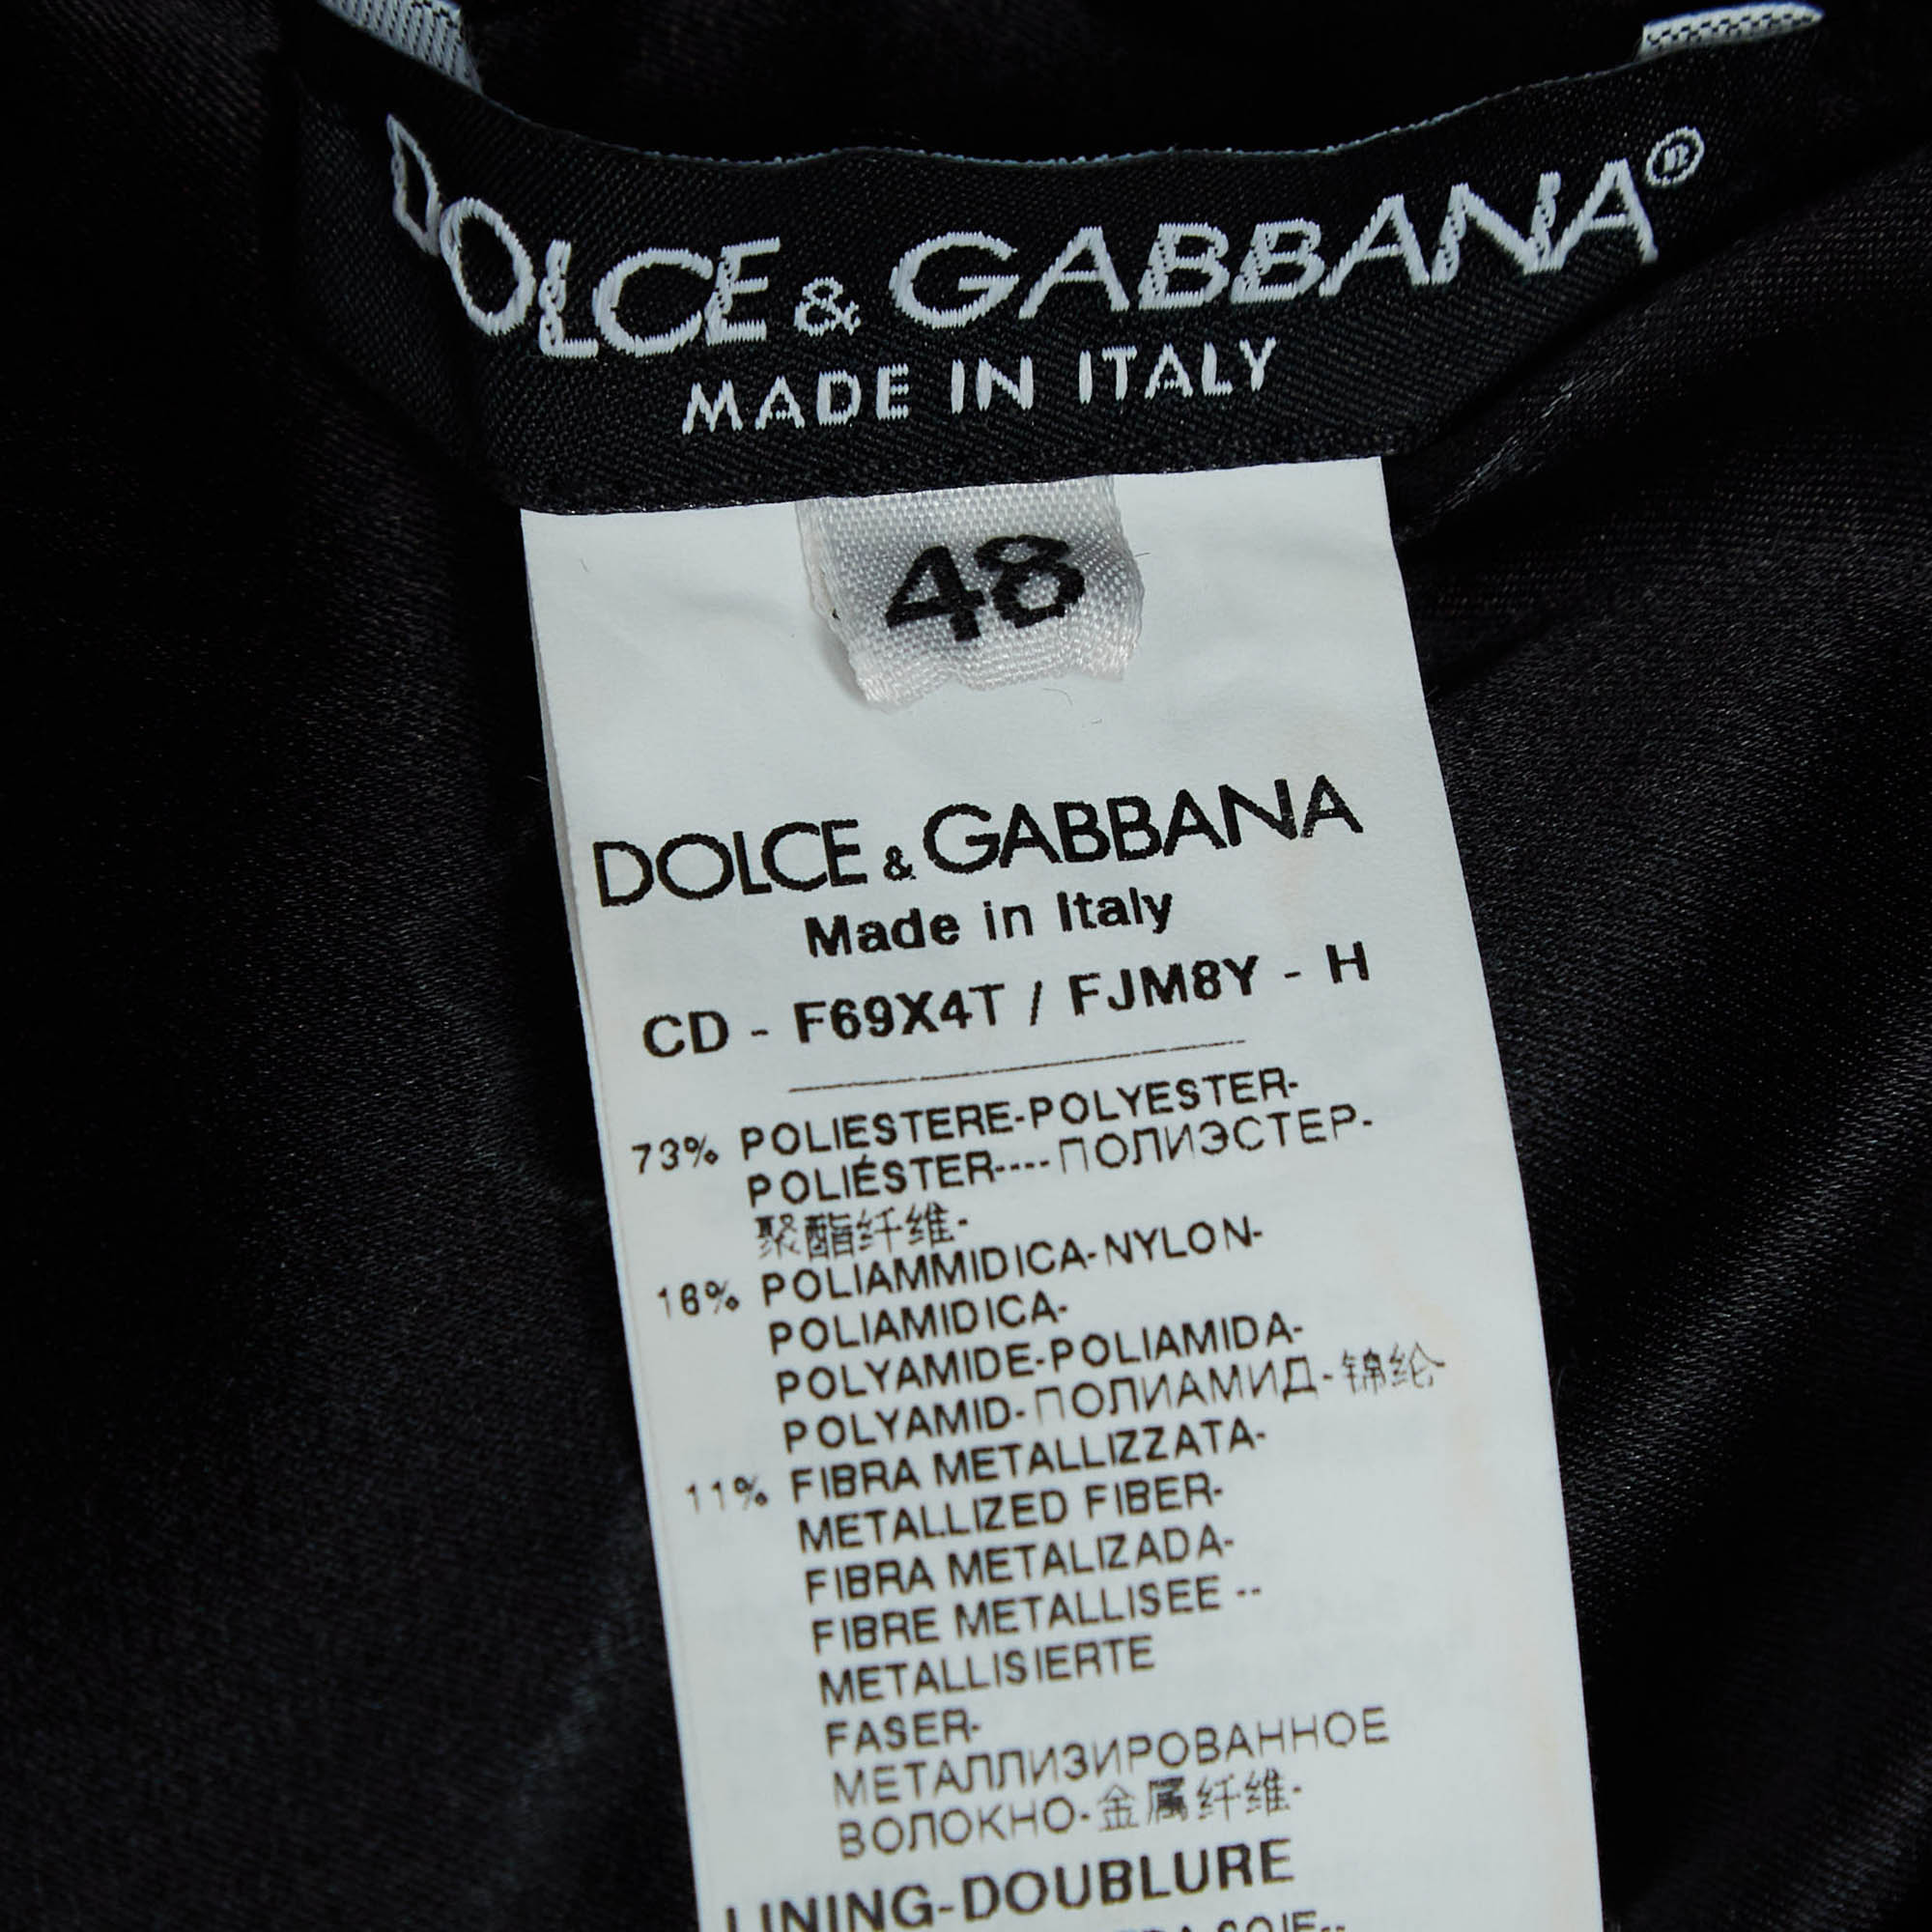 DOLCE & GABBANA®
MADE IN ITALY
48
DOLCE & GABBANA
Made in Italy
CD - F69X4T / FJM8Y - H
73% POLIESTERE-POLYESTER-
POLIÉSTER----ПОЛИЭСТЕР-
聚酯纤维-
16% POLIAMMIDICA-NYLON-
POLIAMIDICA-
POLYAMIDE-POLIAMIDA-
POLYAMID-ПОЛИАМИД-锦纶-
11% FIBRA METALLIZZATA-
METALLIZED FIBER-
FIBRA METALIZADA-
FIBRE METALLISEE --
METALLISIERTE
FASER-
МЕТАЛЛИЗИРОВАННОЕ
ВОЛОКНО-金属纤维-
LINING-DOUBLURE
SOIE--